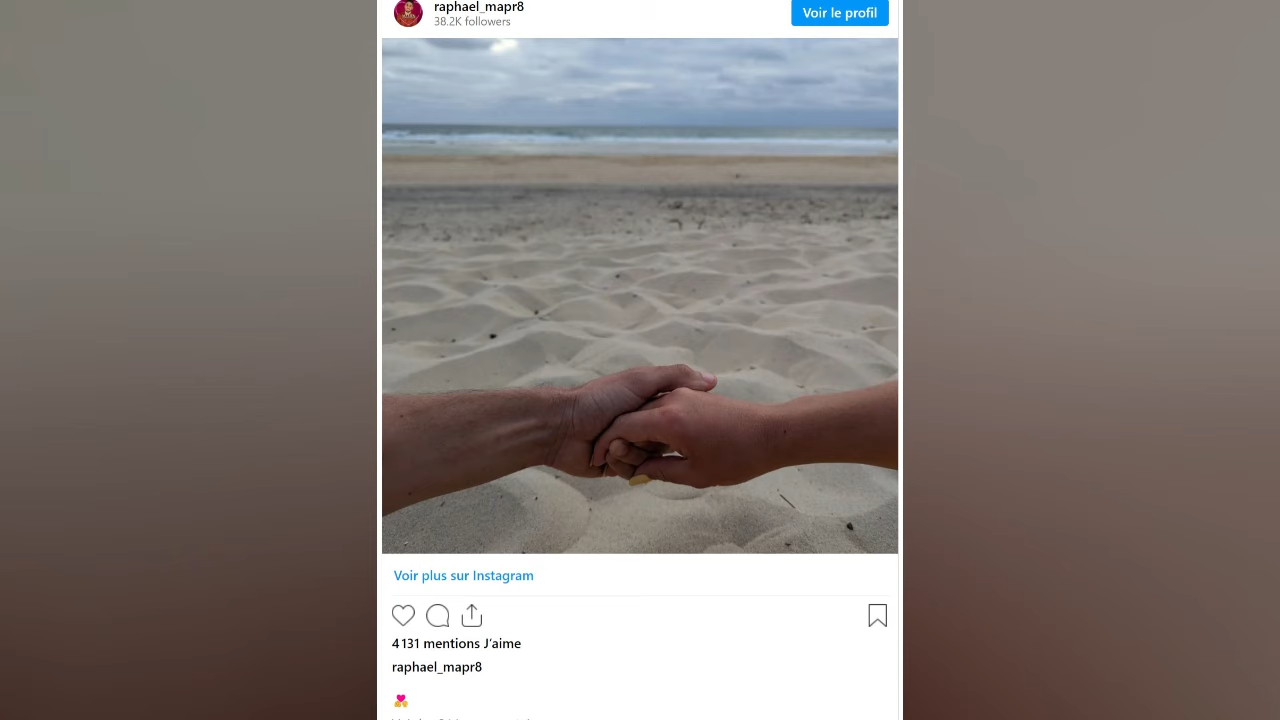 raphael_mapr8
38.2K followers
Voir le profil
Voir plus sur Instagram
4 131 mentions J'aime
raphael_mapr8